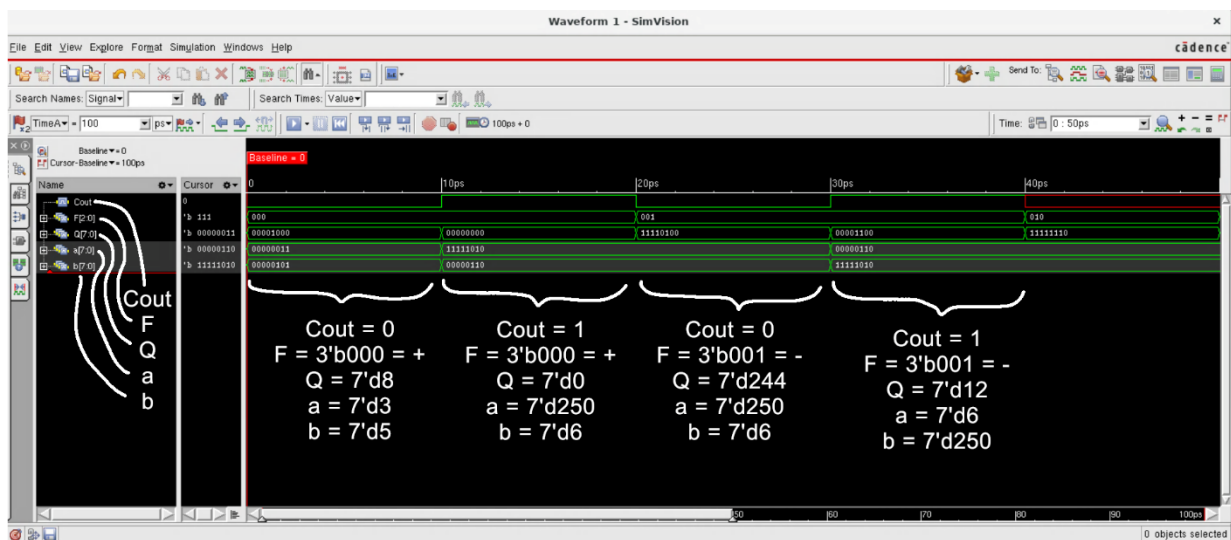 Waveform 1 - SimVision ×
File Edit View Explore Format Simulation Windows Help cādence
Send To:
Search Names: Signal Search Times: Value
x2 TimeA = 100 ps 100ps + 0 Time: 0 : 50ps
Baseline = 0
Cursor-Baseline = 100ps
Baseline = 0
Name Cursor 0 10ps 20ps 30ps 40ps
Cout 0
F[2:0] 'b 111 000 001 010
Q[7:0] 'b 00000011 00001000 00000000 11110100 00001100 11111110
a[7:0] 'b 00000110 00000011 11111010 00000110
b[7:0] 'b 11111010 00000101 00000110 11111010
Cout
F
Q
a
b
Cout = 0
F = 3'b000 = +
Q = 7'd8
a = 7'd3
b = 7'd5
Cout = 1
F = 3'b000 = +
Q = 7'd0
a = 7'd250
b = 7'd6
Cout = 0
F = 3'b001 = -
Q = 7'd244
a = 7'd250
b = 7'd6
Cout = 1
F = 3'b001 = -
Q = 7'd12
a = 7'd6
b = 7'd250
50 60 70 80 90 100ps
0 objects selected